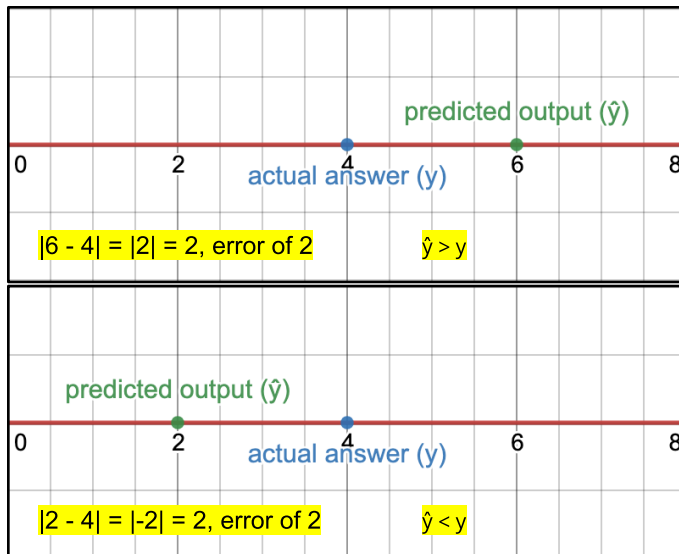 predicted output (ŷ)
0 2 4 6 8
actual answer (y)
|6 - 4| = |2| = 2, error of 2 ŷ > y
predicted output (ŷ)
0 2 4 6 8
actual answer (y)
|2 - 4| = |-2| = 2, error of 2 ŷ < y